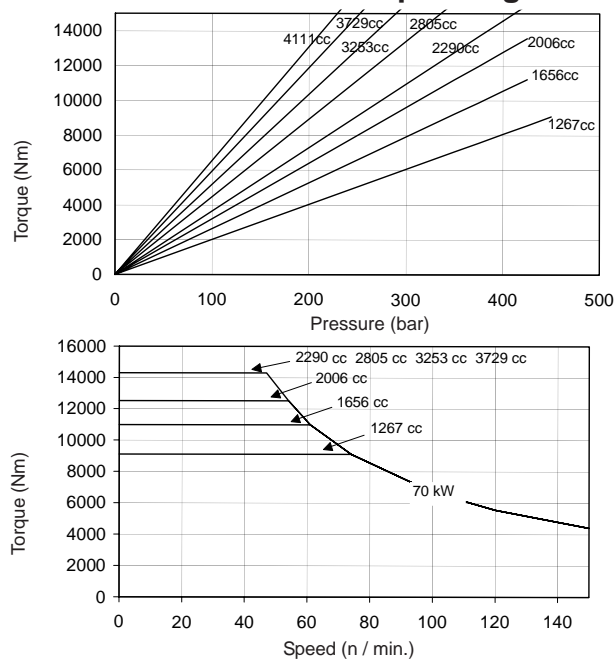 14000
12000
10000
8000
6000
4000
2000
0
Torque (Nm)
4111cc
3729cc
3253cc
2805cc
2290cc
2006cc
1656cc
1267cc
0 100 200 300 400 500
Pressure (bar)
16000
14000
12000
10000
8000
6000
4000
2000
0
Torque (Nm)
2290 cc 2805 cc 3253 cc 3729 cc
2006 cc
1656 cc
1267 cc
70 kW
0 20 40 60 80 100 120 140
Speed (n / min.)